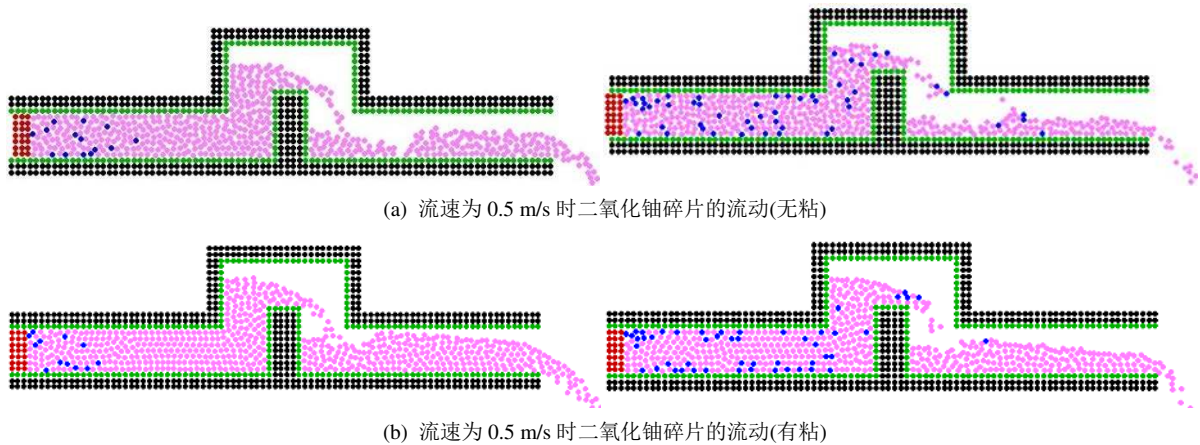 (a) 流速为 0.5 m/s 时二氧化铀碎片的流动(无粘)
(b) 流速为 0.5 m/s 时二氧化铀碎片的流动(有粘)